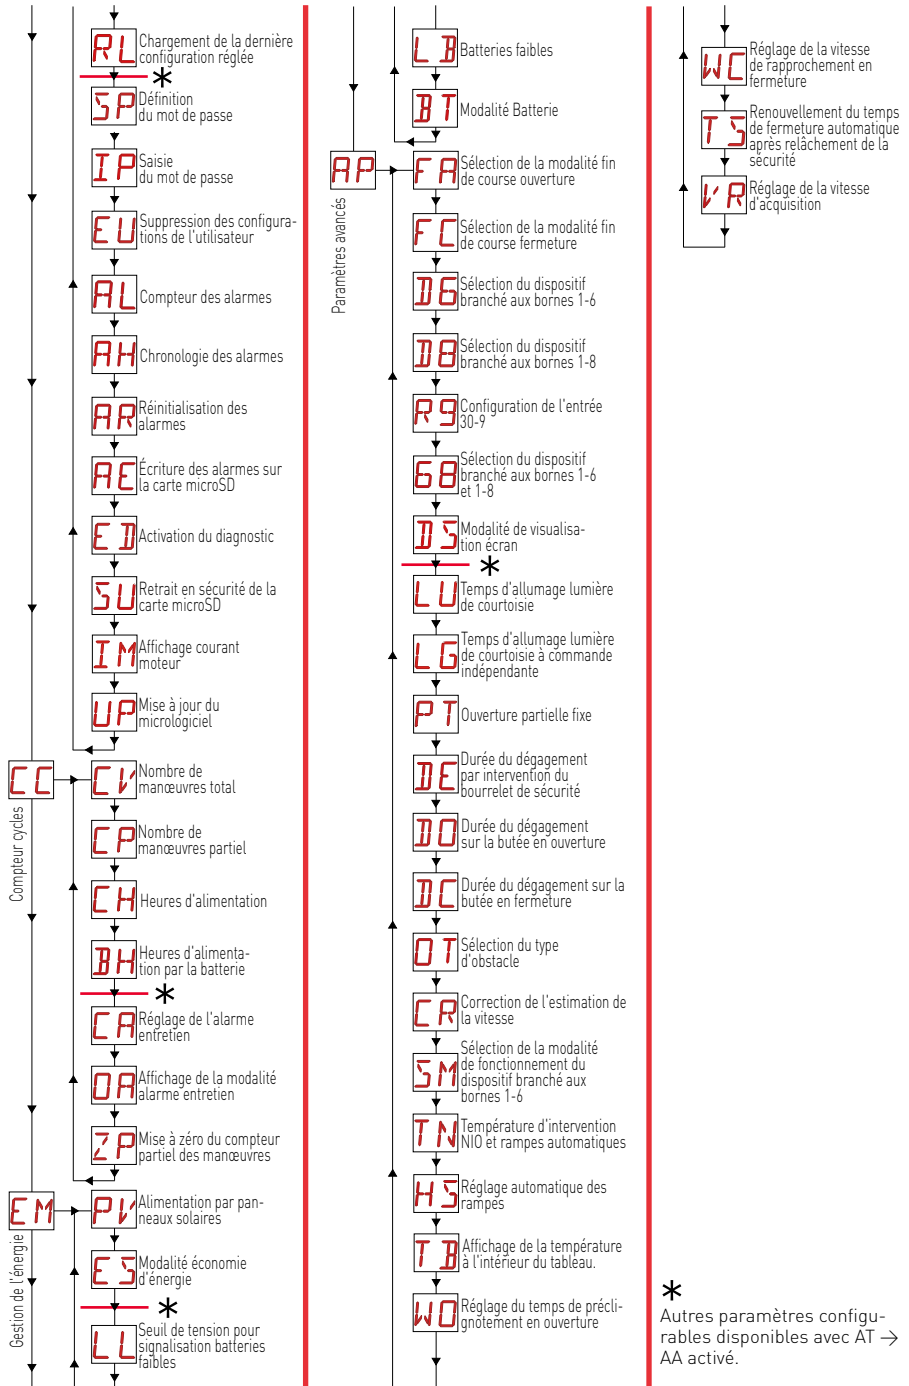 RL
Chargement de la dernière
configuration réglée
*
SP
Définition
du mot de passe
IP
Saisie
du mot de passe
EU
Suppression des configura-
tions de l'utilisateur
AL
Compteur des alarmes
AH
Chronologie des alarmes
AR
Réinitialisation des
alarmes
AE
Écriture des alarmes sur
la carte microSD
ED
Activation du diagnostic
SU
Retrait en sécurité de la
carte microSD
IM
Affichage courant
moteur
UP
Mise à jour du
micrologiciel
CC
Compteur cycles
CV
Nombre de
manœuvres total
CP
Nombre de
manœuvres partiel
CH
Heures d'alimentation
BH
Heures d'alimenta-
tion par la batterie
*
CA
Réglage de l'alarme
entretien
OA
Affichage de la modalité
alarme entretien
ZP
Mise à zéro du compteur
partiel des manœuvres
EM
Gestion de l'énergie
PV
Alimentation par pan-
neaux solaires
ES
Modalité économie
d'énergie
*
LL
Seuil de tension pour
signalisation batteries
faibles
LB
Batteries faibles
BT
Modalité Batterie
AP
Paramètres avancés
FA
Sélection de la modalité fin
de course ouverture
FC
Sélection de la modalité fin
de course fermeture
D6
Sélection du dispositif
branché aux bornes 1-6
D8
Sélection du dispositif
branché aux bornes 1-8
R9
Configuration de l'entrée
30-9
68
Sélection du dispositif
branché aux bornes 1-6
et 1-8
DS
Modalité de visualisa-
tion écran
*
LU
Temps d'allumage lumière
de courtoisie
LG
Temps d'allumage lumière
de courtoisie à commande
indépendante
PT
Ouverture partielle fixe
DE
Durée du dégagement
par intervention du
bourrelet de sécurité
DO
Durée du dégagement
sur la butée en ouverture
DC
Durée du dégagement sur la
butée en fermeture
OT
Sélection du type
d'obstacle
CR
Correction de l'estimation de
la vitesse
SM
Sélection de la modalité
de fonctionnement du
dispositif branché aux
bornes 1-6
TN
Température d'intervention
NIO et rampes automatiques
HS
Réglage automatique des
rampes
TB
Affichage de la température
à l'intérieur du tableau.
WO
Réglage du temps de précli-
gnotement en ouverture
WC
Réglage de la vitesse
de rapprochement en
fermeture
TS
Renouvellement du temps
de fermeture automatique
après relâchement de la
sécurité
VR
Réglage de la vitesse
d'acquisition
*
Autres paramètres configu-
rables disponibles avec AT →
AA activé.